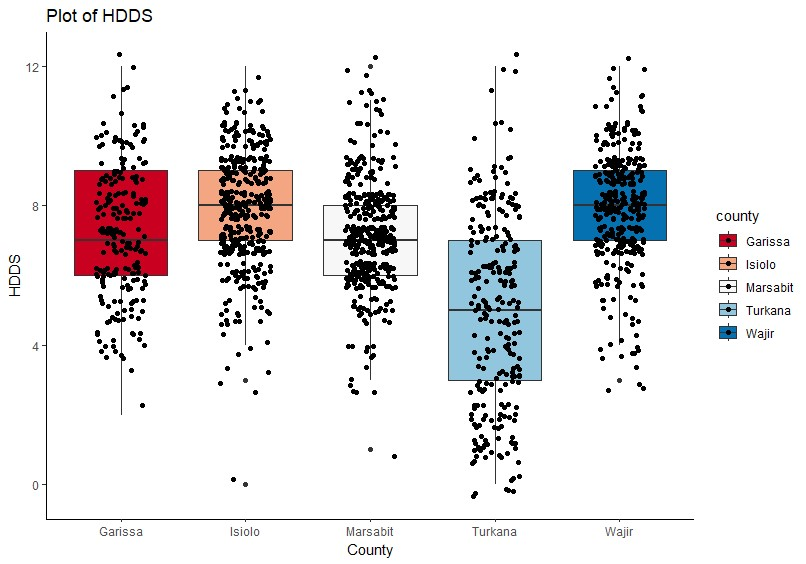 Plot of HDDS
12
8
4
0
HDDS
Garissa
Isiolo
Marsabit
Turkana
Wajir
County
county
Garissa
Isiolo
Marsabit
Turkana
Wajir